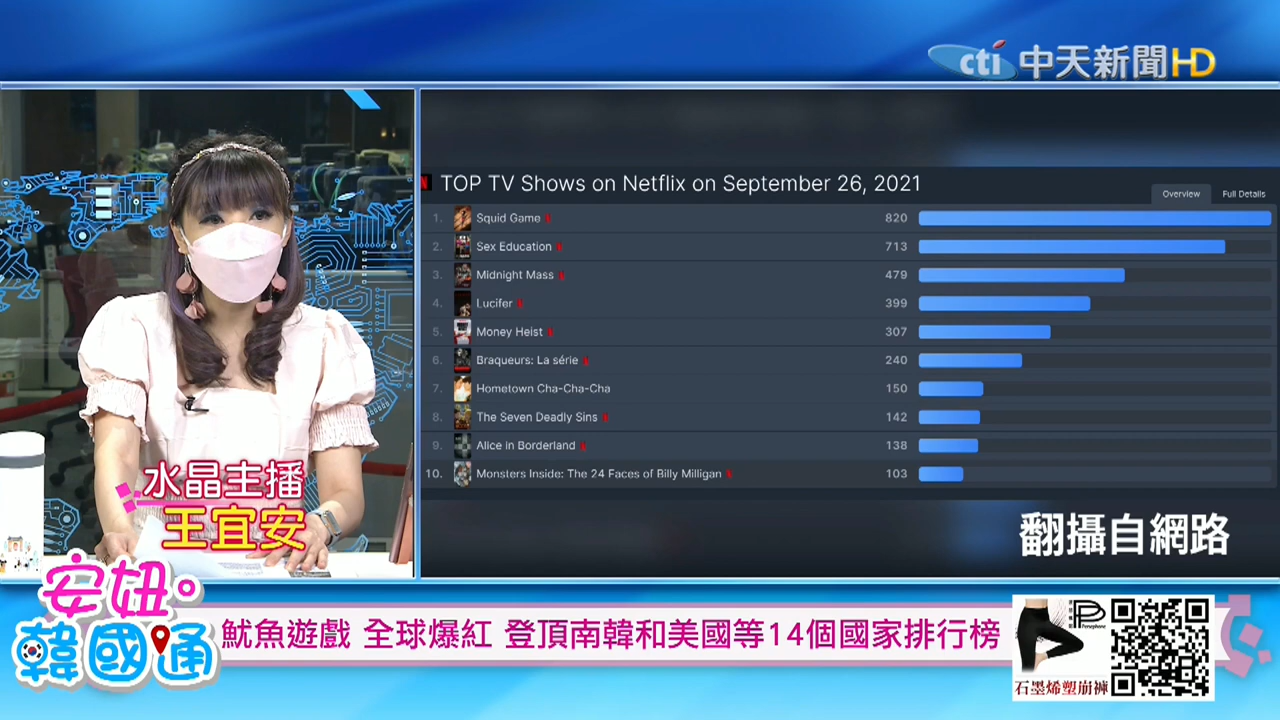 cti 中天新聞HD
TOP TV Shows on Netflix on September 26, 2021
Overview Full Details
1. Squid Game 820
2. Sex Education 713
3. Midnight Mass 479
4. Lucifer 399
5. Money Heist 307
6. Braqueurs: La série 240
7. Hometown Cha-Cha-Cha 150
8. The Seven Deadly Sins 142
9. Alice in Borderland 138
10. Monsters Inside: The 24 Faces of Billy Milligan 103
水晶主播
王宜安
翻攝自網路
安妞。
韓國通
魷魚遊戲 全球爆紅 登頂南韓和美國等14個國家排行榜
石墨烯塑崩褲